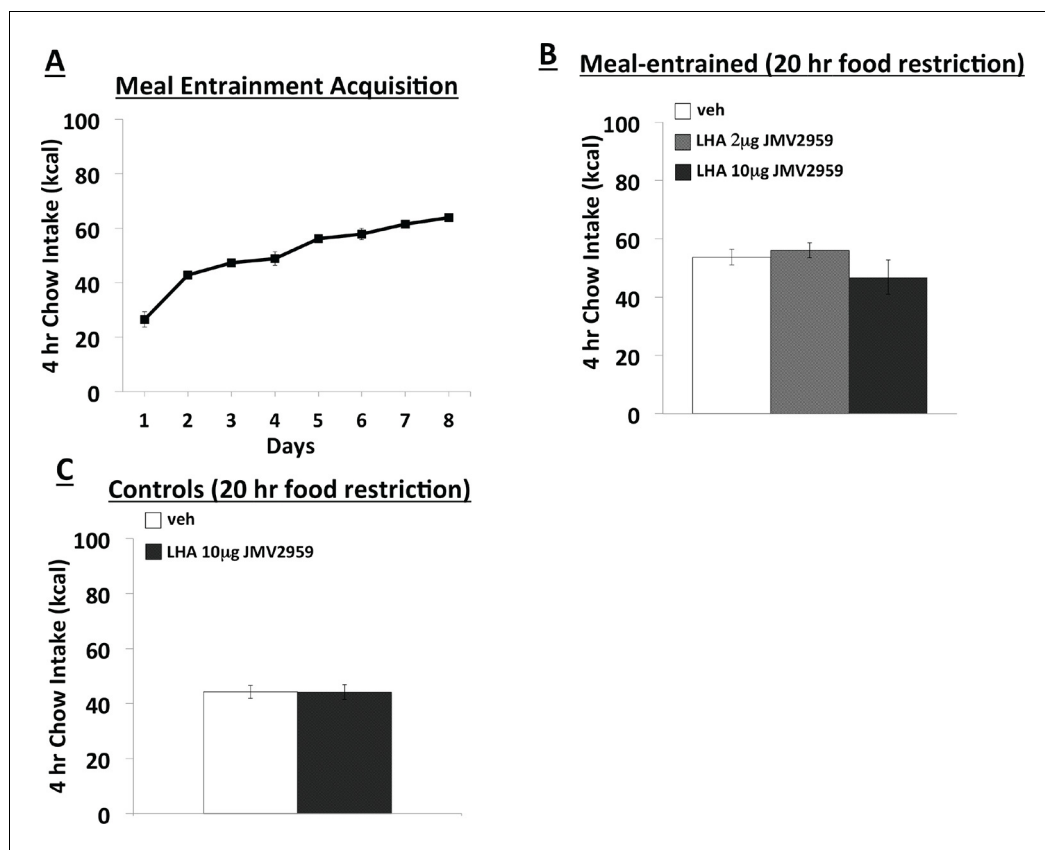 A
Meal Entrainment Acquisition
4 hr Chow Intake (kcal)
100
80
60
40
20
0
1 2 3 4 5 6 7 8
Days
B
Meal-entrained (20 hr food restriction)
veh
LHA 2μg JMV2959
LHA 10μg JMV2959
4 hr Chow Intake (kcal)
100
80
60
40
20
0
C
Controls (20 hr food restriction)
veh
LHA 10μg JMV2959
4 hr Chow Intake (kcal)
100
80
60
40
20
0